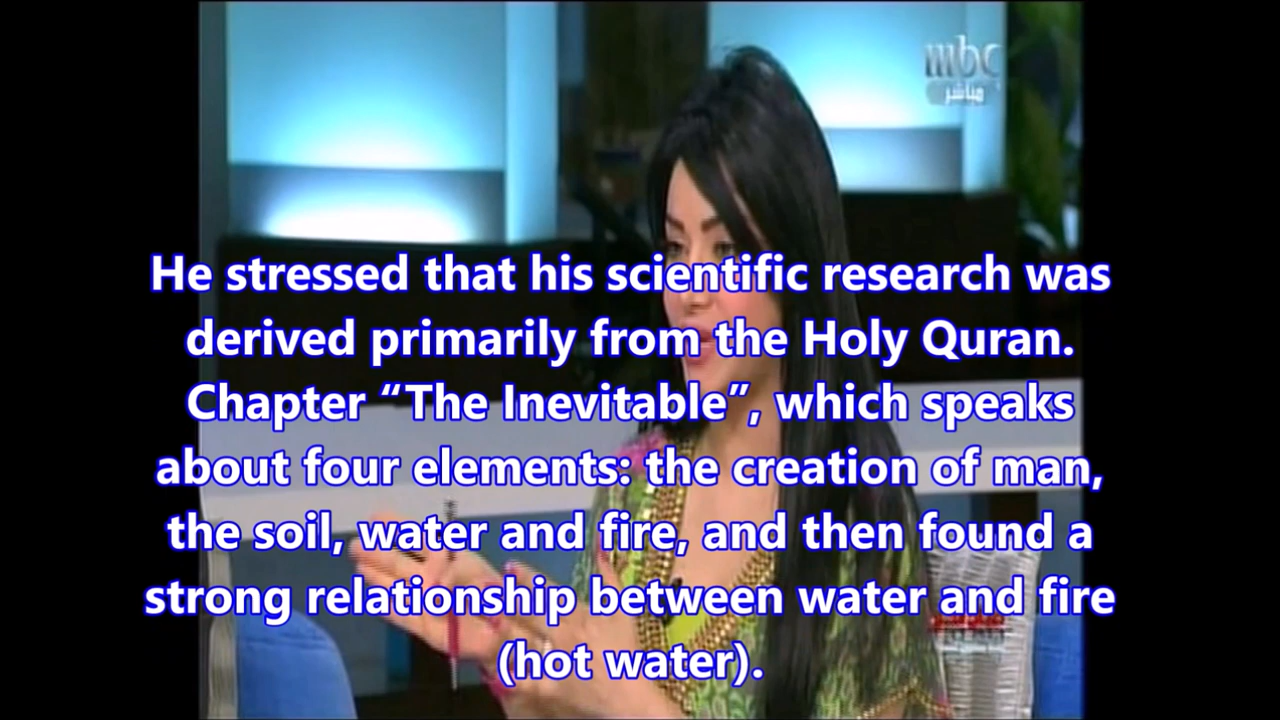 mbc
مباشر
He stressed that his scientific research was
derived primarily from the Holy Quran.
Chapter “The Inevitable”, which speaks
about four elements: the creation of man,
the soil, water and fire, and then found a
strong relationship between water and fire
(hot water).